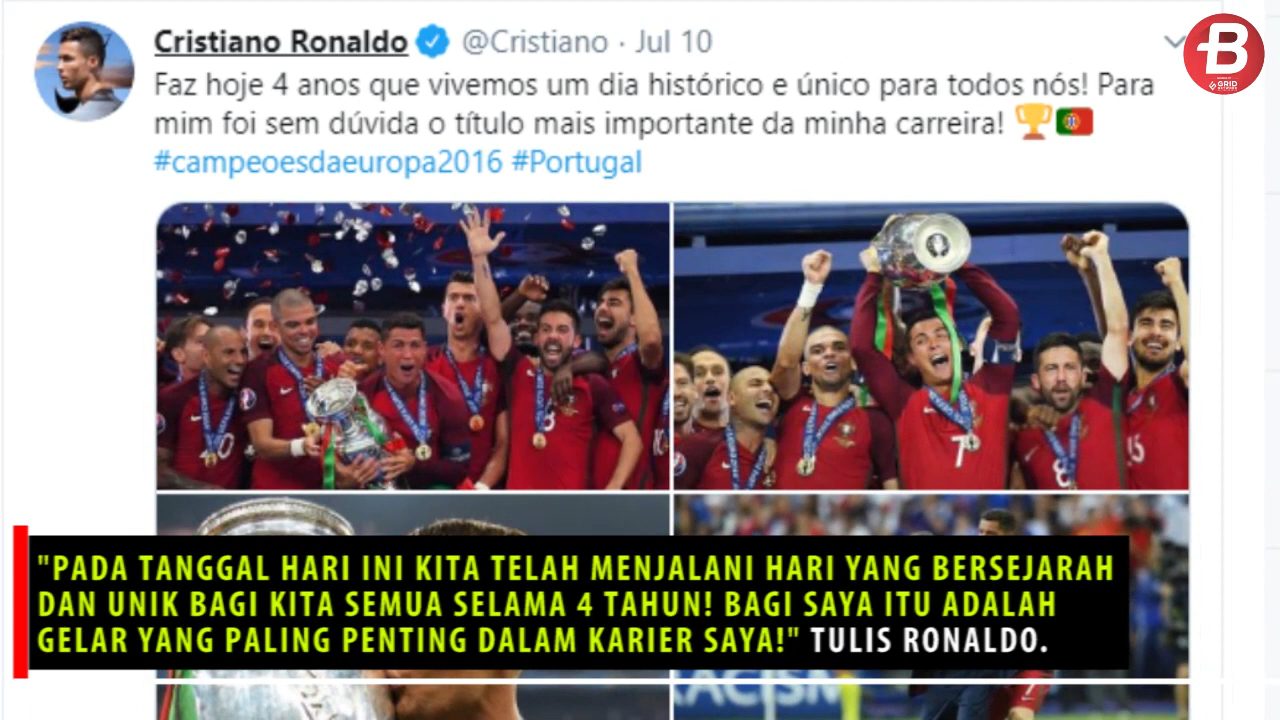 Cristiano Ronaldo @Cristiano · Jul 10
B
GRID
Faz hoje 4 anos que vivemos um dia histórico e único para todos nós! Para
mim foi sem dúvida o título mais importante da minha carreira! 🏆🇵🇹
#campeoesdaeuropa2016 #Portugal
7
8
"PADA TANGGAL HARI INI KITA TELAH MENJALANI HARI YANG BERSEJARAH
DAN UNIK BAGI KITA SEMUA SELAMA 4 TAHUN! BAGI SAYA ITU ADALAH
GELAR YANG PALING PENTING DALAM KARIER SAYA!" TULIS RONALDO.